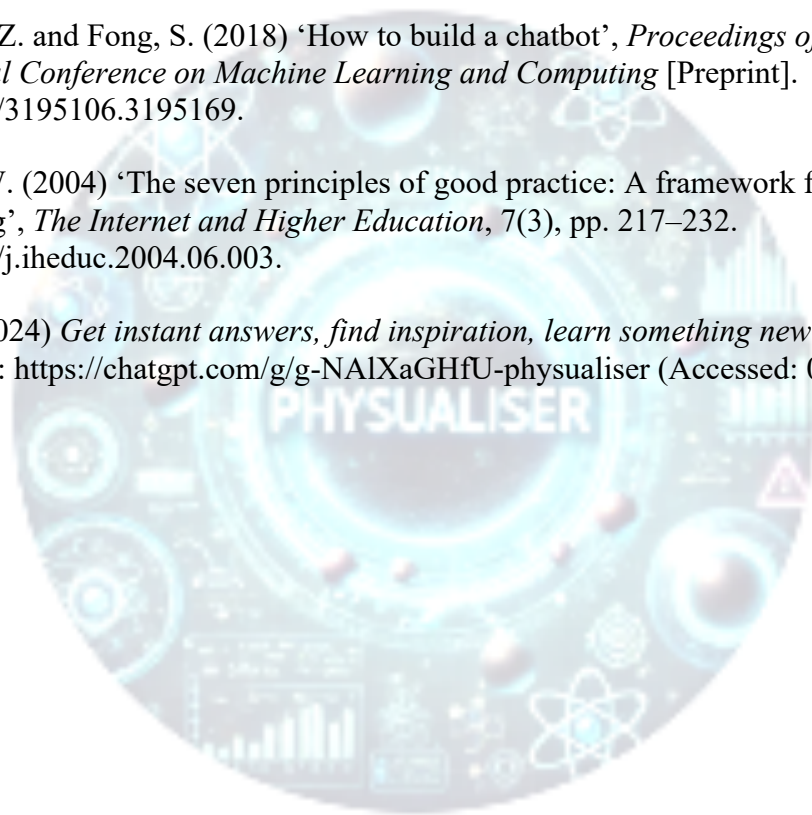 Z. and Fong, S. (2018) ‘How to build a chatbot’, Proceedings of
l Conference on Machine Learning and Computing [Preprint].
/3195106.3195169.
. (2004) ‘The seven principles of good practice: A framework f
g’, The Internet and Higher Education, 7(3), pp. 217–232.
/j.iheduc.2004.06.003.
024) Get instant answers, find inspiration, learn something new
: https://chatgpt.com/g/g-NAlXaGHfU-physualiser (Accessed: 0
PHYSUALISER